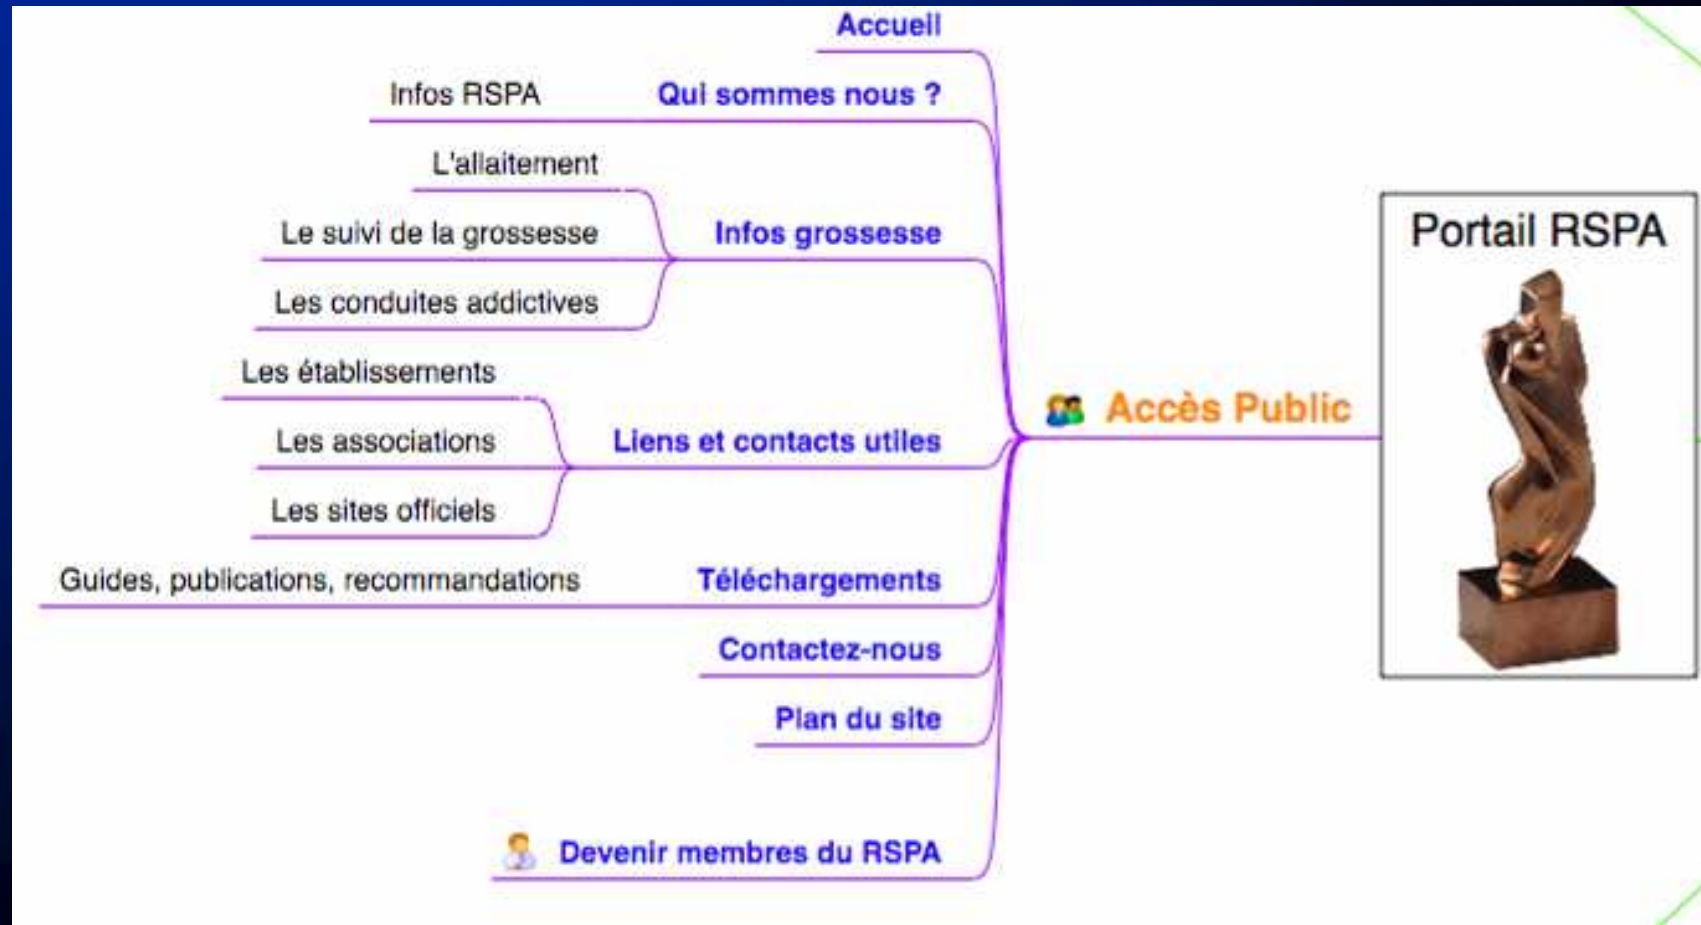 Accueil
Infos RSPA
Qui sommes nous ?
L'allaitement
Le suivi de la grossesse
Infos grossesse
Les conduites addictives
Portail RSPA
Les établissements
Accès Public
Les associations
Liens et contacts utiles
Les sites officiels
Guides, publications, recommandations
Téléchargements
Contactez-nous
Plan du site
Devenir membres du RSPA